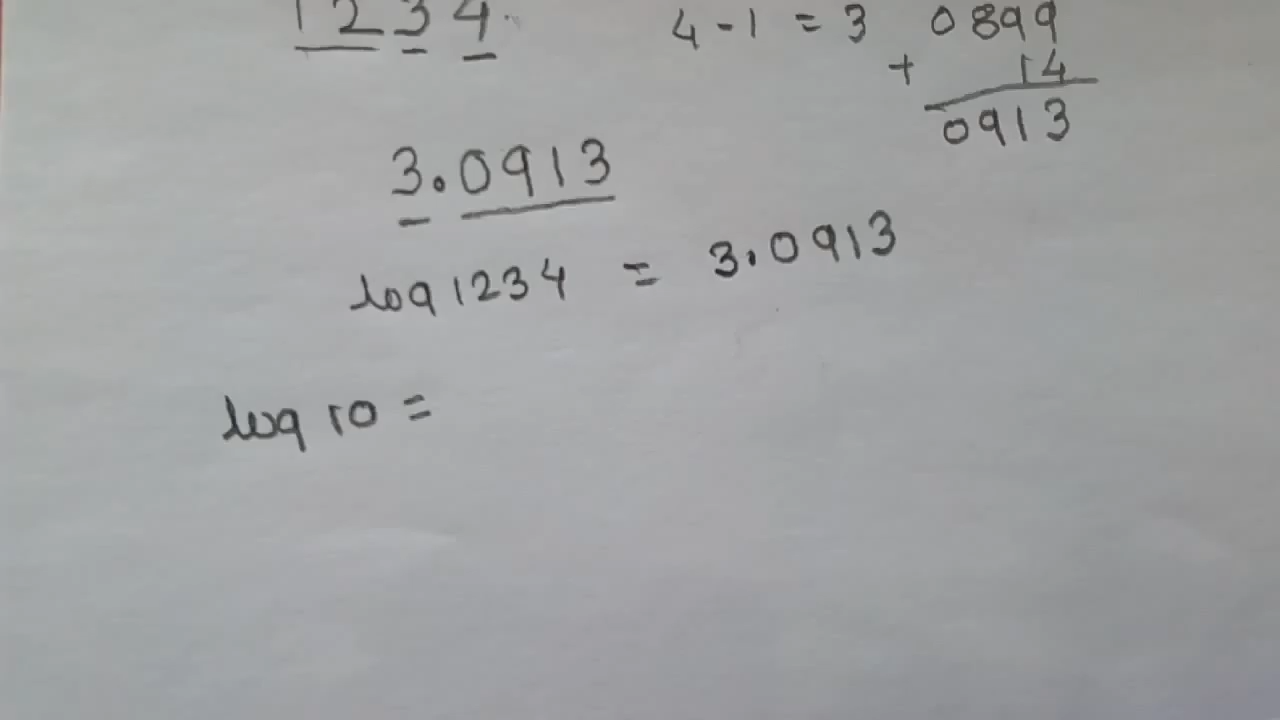 1234
4 - 1 = 3
0899
+ 14
0913
3.0913
log 1234 = 3.0913
log 10 =